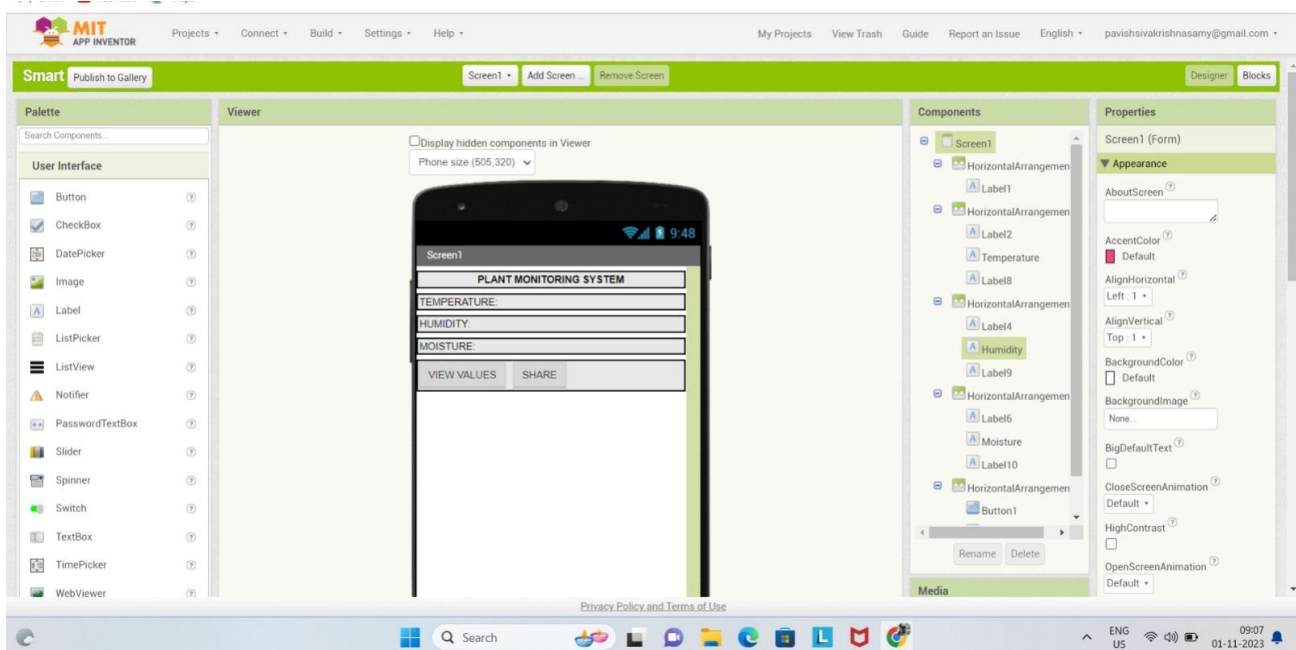 MIT
APP INVENTOR
Projects Connect Build Settings Help My Projects View Trash Guide Report an Issue English pavishsivakrishnasamy@gmail.com
Smart Publish to Gallery Screen1 Add Screen ... Remove Screen Designer Blocks
Palette
Search Components...
User Interface
Button
CheckBox
DatePicker
Image
Label
ListPicker
ListView
Notifier
PasswordTextBox
Slider
Spinner
Switch
TextBox
TimePicker
WebViewer
Viewer
Display hidden components in Viewer
Phone size (505,320)
9:48
Screen1
PLANT MONITORING SYSTEM
TEMPERATURE:
HUMIDITY:
MOISTURE:
VIEW VALUES SHARE
Components
Screen1
HorizontalArrangemen
Label1
HorizontalArrangemen
Label2
Temperature
Label8
HorizontalArrangemen
Label4
Humidity
Label9
HorizontalArrangemen
Label6
Moisture
Label10
HorizontalArrangemen
Button1
Rename Delete
Media
Properties
Screen1 (Form)
Appearance
AboutScreen
AccentColor
Default
AlignHorizontal
Left : 1
AlignVertical
Top : 1
BackgroundColor
Default
BackgroundImage
None...
BigDefaultText
CloseScreenAnimation
Default
HighContrast
OpenScreenAnimation
Default
Privacy Policy and Terms of Use
Search
ENG
US
09:07
01-11-2023